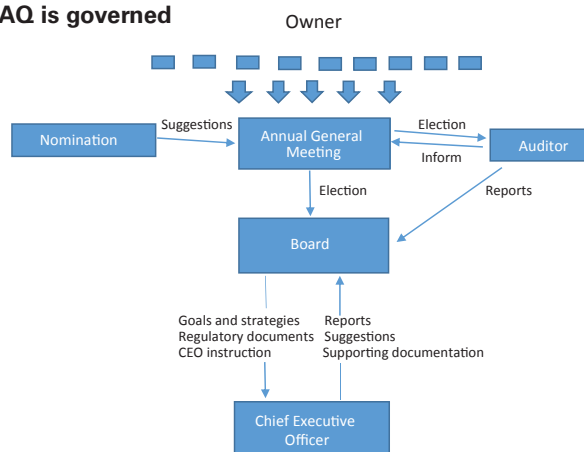 AQ is governed
Owner
Nomination
Suggestions
Annual General
Meeting
Election
Inform
Auditor
Election
Reports
Board
Goals and strategies
Regulatory documents
CEO instruction
Reports
Suggestions
Supporting documentation
Chief Executive
Officer